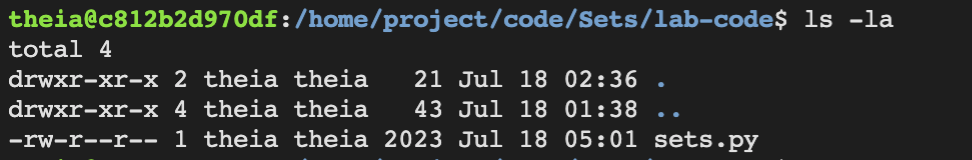 theia@c812b2d970df:/home/project/code/Sets/lab-code$ ls -la
total 4
drwxr-xr-x 2 theia theia   21 Jul 18 02:36 .
drwxr-xr-x 4 theia theia   43 Jul 18 01:38 ..
-rw-r--r-- 1 theia theia 2023 Jul 18 05:01 sets.py